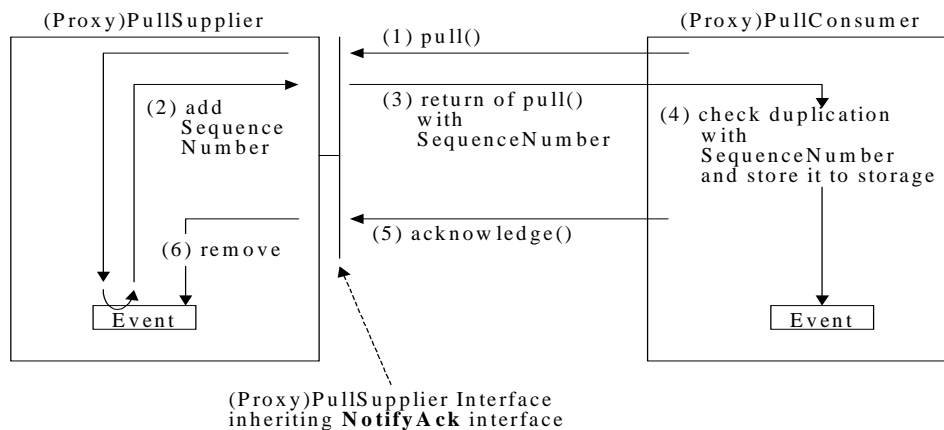 (Proxy)PullSupplier
(Proxy)PullConsumer
(1) pull()
(2) add
Sequence
Number
(3) return of pull()
with
SequenceNumber
(4) check duplication
with
SequenceNumber
and store it to storage
(5) acknowledge()
(6) remove
Event
Event
(Proxy)PullSupplier Interface
inheriting NotifyAck interface